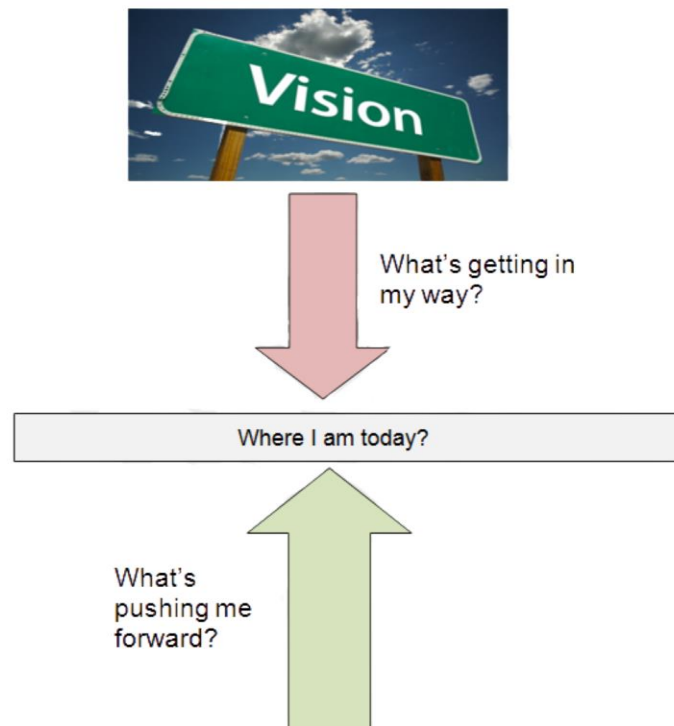 Vision
What's getting in
my way?
Where I am today?
What's
pushing me
forward?